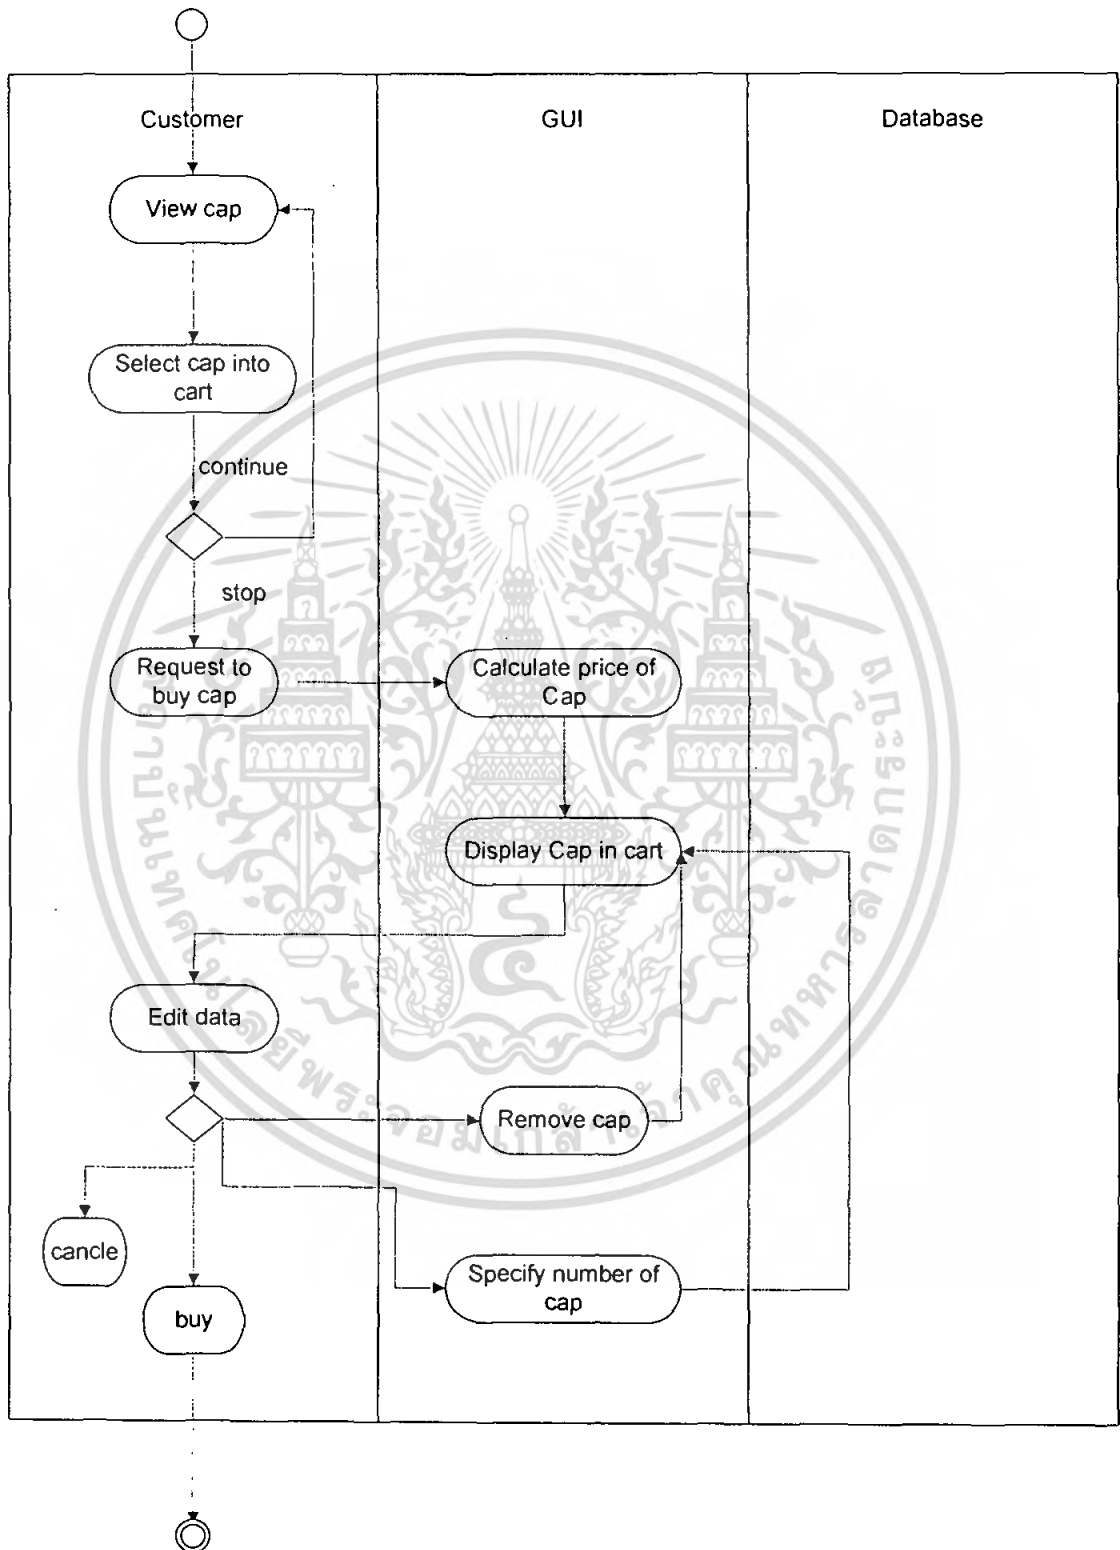 Customer
GUI
Database
View cap
Select cap into
cart
continue
stop
Request to
buy cap
Calculate price of
Cap
Display Cap in cart
Edit data
Remove cap
cancle
Specify number of
cap
buy